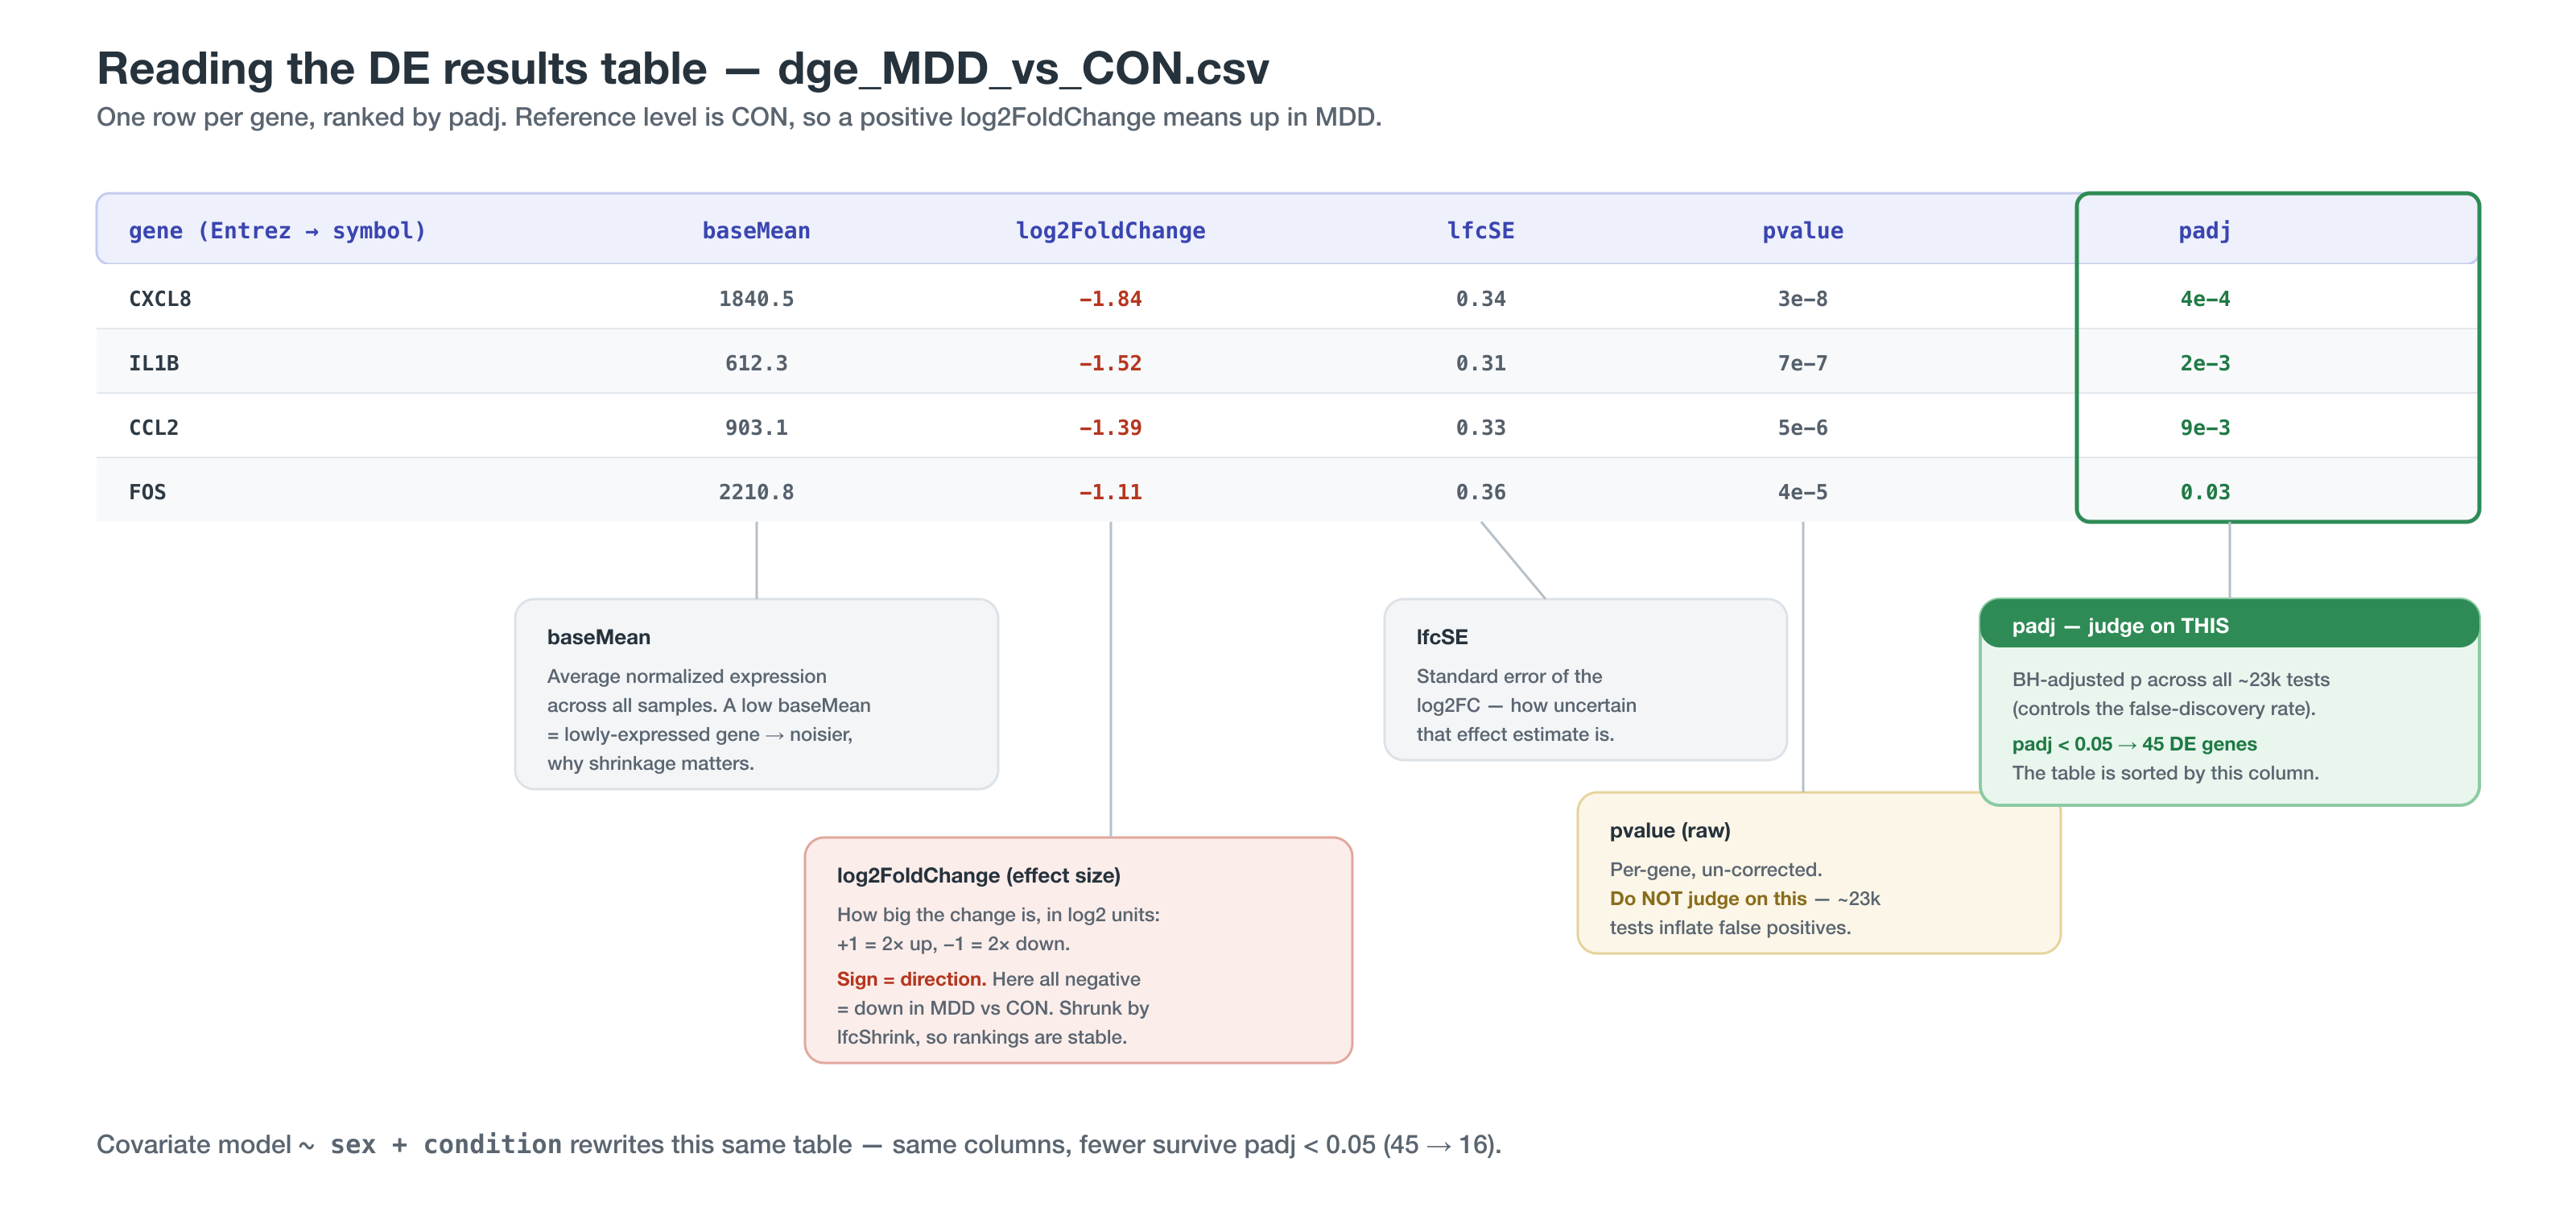 Reading the DE results table — dge_MDD_vs_CON.csv
One row per gene, ranked by padj. Reference level is CON, so a positive log2FoldChange means up in MDD.
gene (Entrez → symbol) baseMean log2FoldChange lfcSE pvalue padj
CXCL8 1840.5 −1.84 0.34 3e−8 4e−4
IL1B 612.3 −1.52 0.31 7e−7 2e−3
CCL2 903.1 −1.39 0.33 5e−6 9e−3
FOS 2210.8 −1.11 0.36 4e−5 0.03
baseMean
Average normalized expression
across all samples. A low baseMean
= lowly-expressed gene → noisier,
why shrinkage matters.
log2FoldChange (effect size)
How big the change is, in log2 units:
+1 = 2× up, −1 = 2× down.
Sign = direction. Here all negative
= down in MDD vs CON. Shrunk by
lfcShrink, so rankings are stable.
lfcSE
Standard error of the
log2FC — how uncertain
that effect estimate is.
pvalue (raw)
Per-gene, un-corrected.
Do NOT judge on this — ~23k
tests inflate false positives.
padj — judge on THIS
BH-adjusted p across all ~23k tests
(controls the false-discovery rate).
padj < 0.05 → 45 DE genes
The table is sorted by this column.
Covariate model ~ sex + condition rewrites this same table — same columns, fewer survive padj < 0.05 (45 → 16).